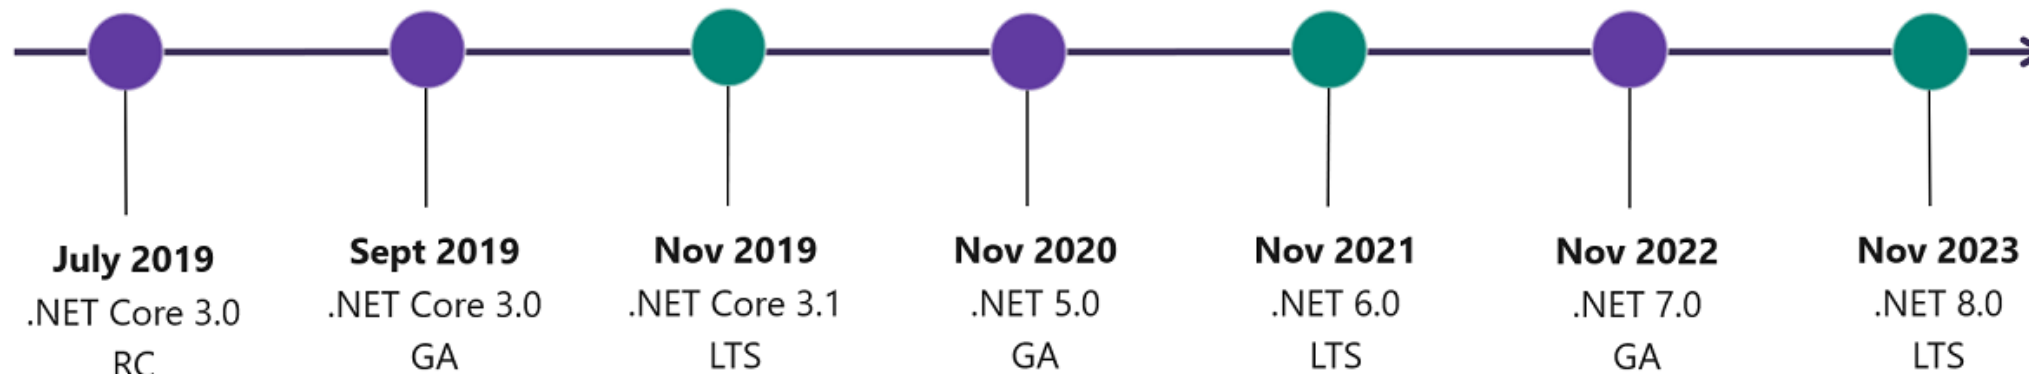 July 2019
.NET Core 3.0
RC
Sept 2019
.NET Core 3.0
GA
Nov 2019
.NET Core 3.1
LTS
Nov 2020
.NET 5.0
GA
Nov 2021
.NET 6.0
LTS
Nov 2022
.NET 7.0
GA
Nov 2023
.NET 8.0
LTS